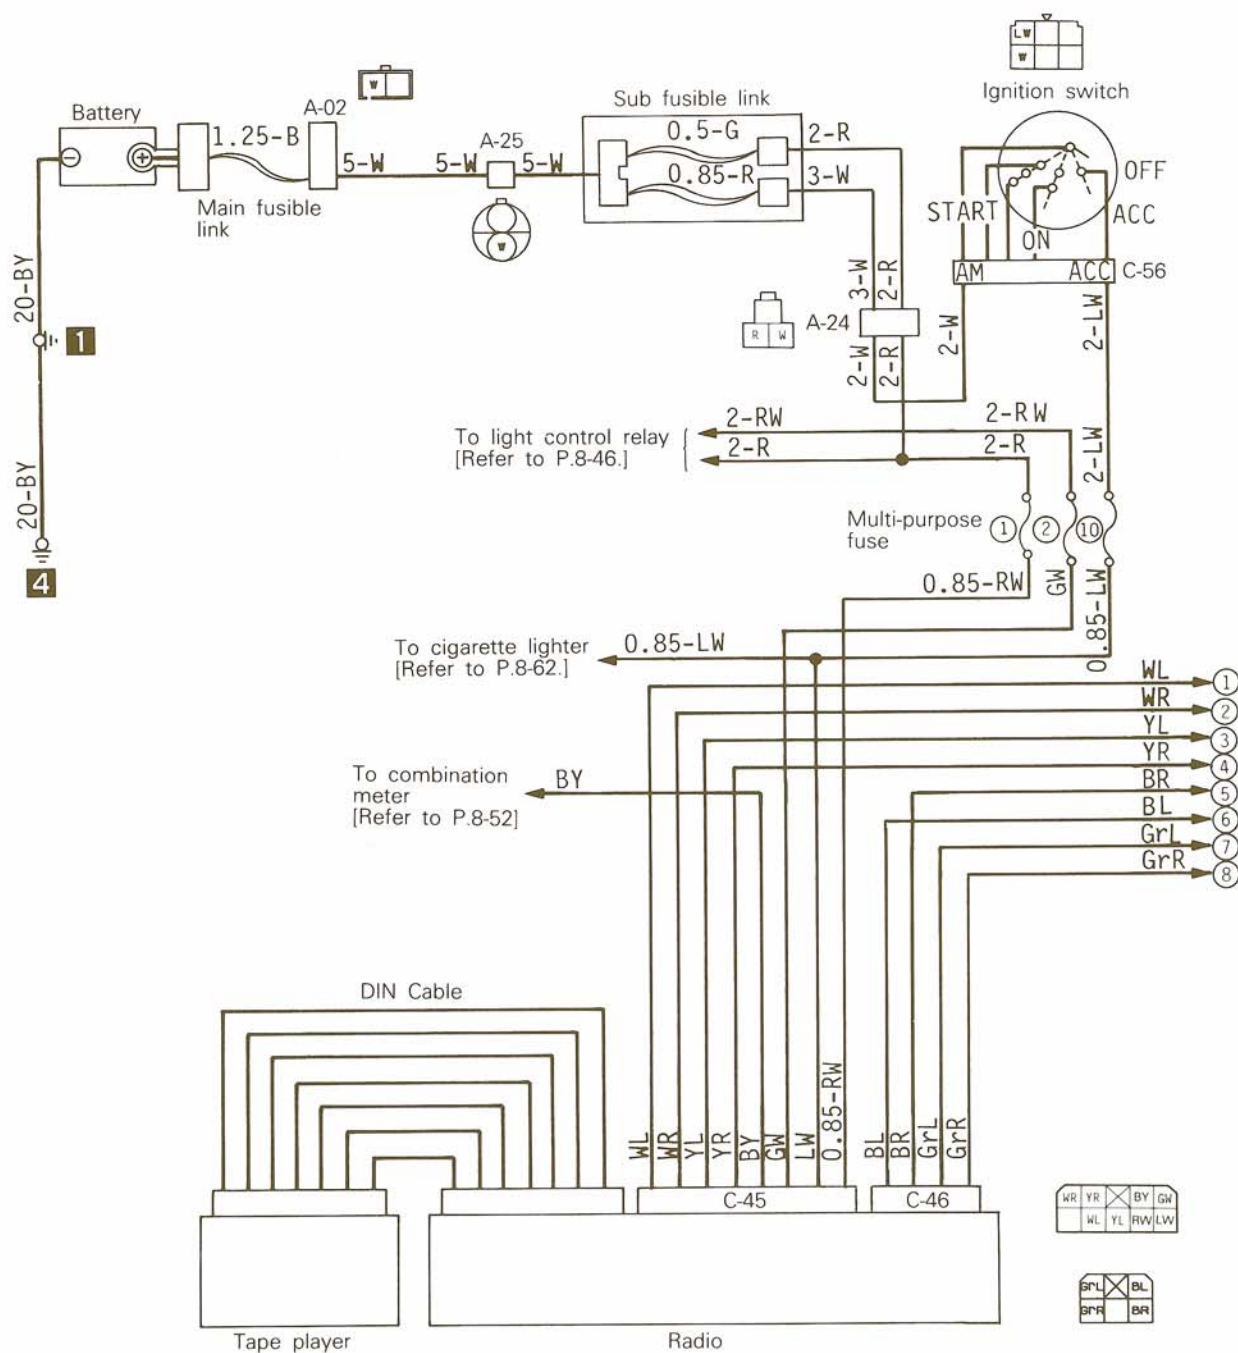 LW
W
Ignition switch
OFF
ACC
START
ON
AM ACC C-56
W
Battery
A-02
1.25-B
5-W
Main fusible
link
A-25
5-W
5-W
W
Sub fusible link
0.5-G
0.85-R
2-R
3-W
20-BY
1
20-BY
4
3-W
2-R
R W
A-24
2-W
2-R
2-W
2-LW
To light control relay
[Refer to P.8-46.]
2-RW
2-R
2-RW
2-R
2-LW
Multi-purpose
fuse
1
2
10
0.85-RW
GW
0.85-LW
To cigarette lighter
[Refer to P.8-62.]
0.85-LW
WL 1
WR 2
YL 3
YR 4
BR 5
BL 6
GrL 7
GrR 8
To combination
meter
[Refer to P.8-52]
BY
DIN Cable
WL
WR
YL
YR
BY
GW
LW
0.85-RW
BL
BR
GrL
GrR
C-45
C-46
WR YR BY GW
WL YL RW LW
GrL BL
GrR BR
Tape player
Radio